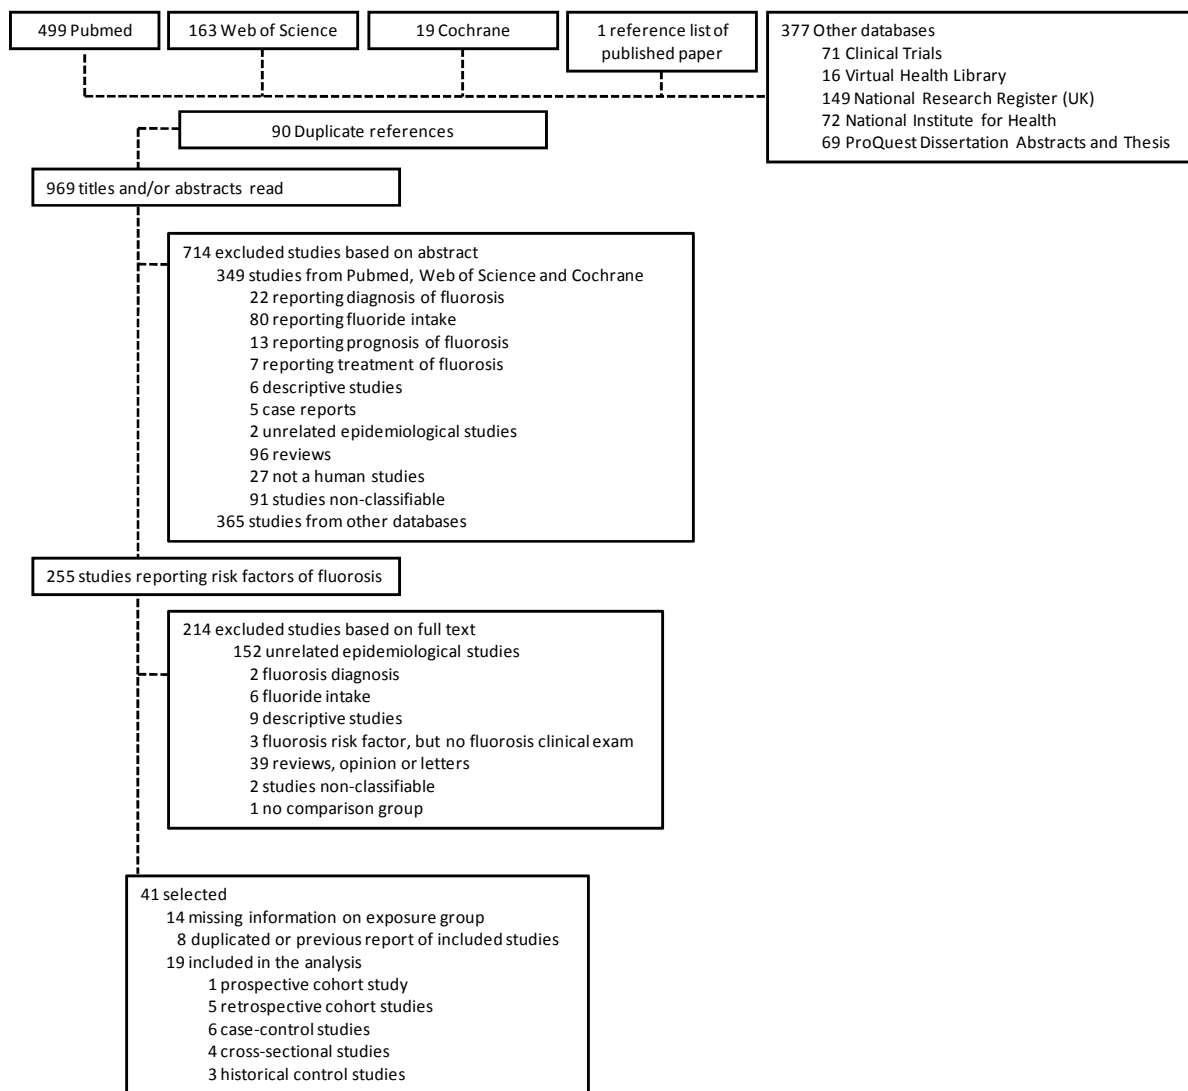 499 Pubmed
163 Web of Science
19 Cochrane
1 reference list of
published paper
377 Other databases
71 Clinical Trials
16 Virtual Health Library
149 National Research Register (UK)
72 National Institute for Health
69 ProQuest Dissertation Abstracts and Thesis
90 Duplicate references
969 titles and/or abstracts read
714 excluded studies based on abstract
349 studies from Pubmed, Web of Science and Cochrane
22 reporting diagnosis of fluorosis
80 reporting fluoride intake
13 reporting prognosis of fluorosis
7 reporting treatment of fluorosis
6 descriptive studies
5 case reports
2 unrelated epidemiological studies
96 reviews
27 not a human studies
91 studies non-classifiable
365 studies from other databases
255 studies reporting risk factors of fluorosis
214 excluded studies based on full text
152 unrelated epidemiological studies
2 fluorosis diagnosis
6 fluoride intake
9 descriptive studies
3 fluorosis risk factor, but no fluorosis clinical exam
39 reviews, opinion or letters
2 studies non-classifiable
1 no comparison group
41 selected
14 missing information on exposure group
8 duplicated or previous report of included studies
19 included in the analysis
1 prospective cohort study
5 retrospective cohort studies
6 case-control studies
4 cross-sectional studies
3 historical control studies